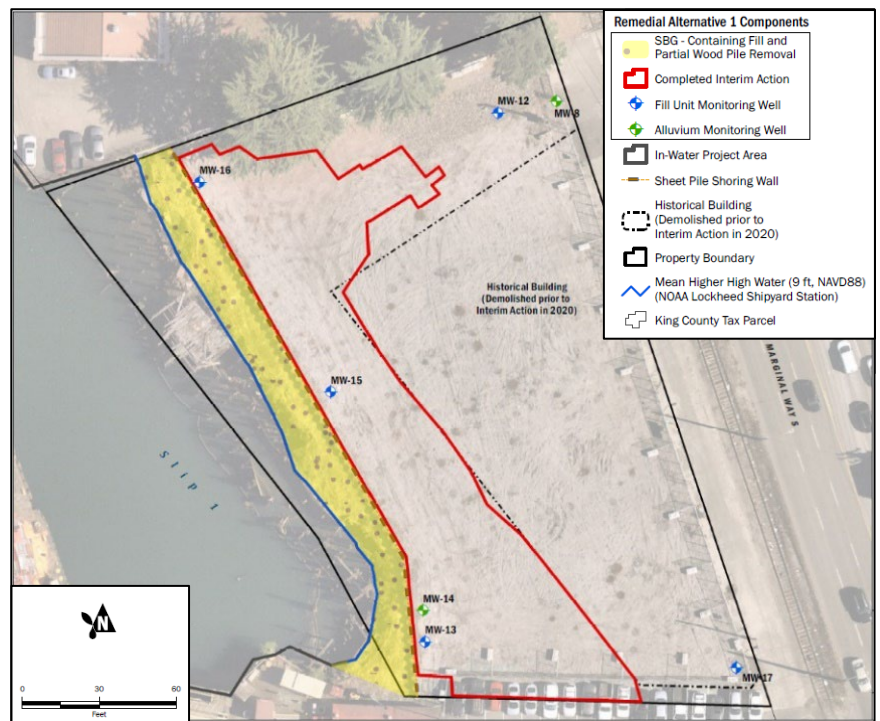 Remedial Alternative 1 Components
SBG - Containing Fill and
Partial Wood Pile Removal
Completed Interim Action
Fill Unit Monitoring Well
Alluvium Monitoring Well
In-Water Project Area
Sheet Pile Shoring Wall
Historical Building
(Demolished prior to
Interim Action in 2020)
Property Boundary
Mean Higher High Water (9 ft, NAVD88)
(NOAA Lockheed Shipyard Station)
King County Tax Parcel
MW-12
MW-8
MW-16
Historical Building
(Demolished prior to
Interim Action in 2020)
MARGINAL WAY S
MW-15
Slip 1
MW-14
MW-13
MW-17
N
0 30 60
Feet